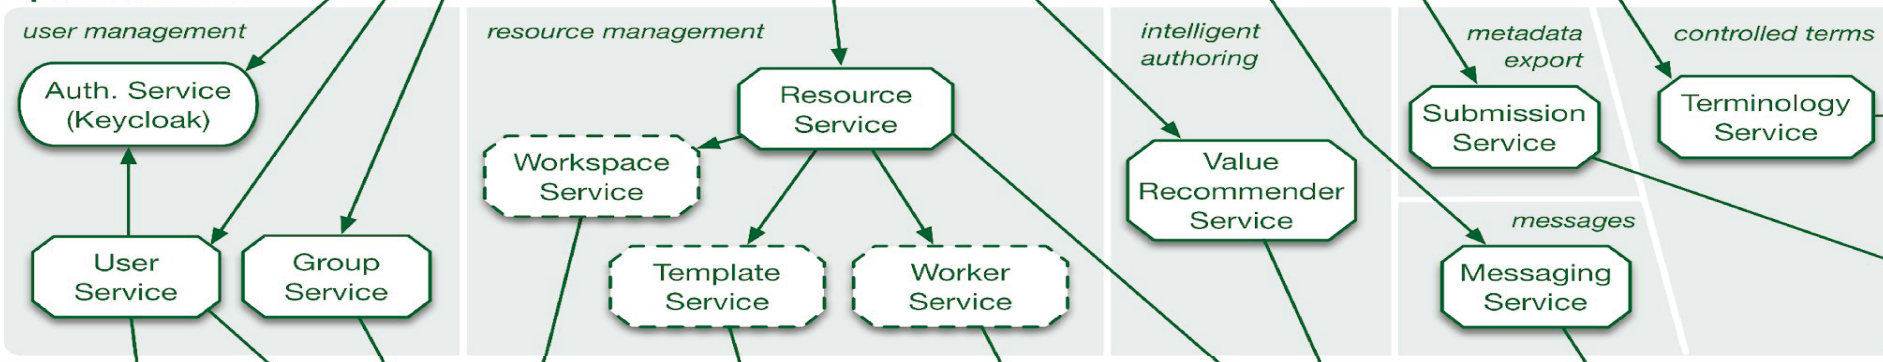 user management
Auth. Service
(Keycloak)
User
Service
Group
Service
resource management
Resource
Service
Workspace
Service
Template
Service
Worker
Service
intelligent
authoring
Value
Recommender
Service
metadata
export
Submission
Service
messages
Messaging
Service
controlled terms
Terminology
Service